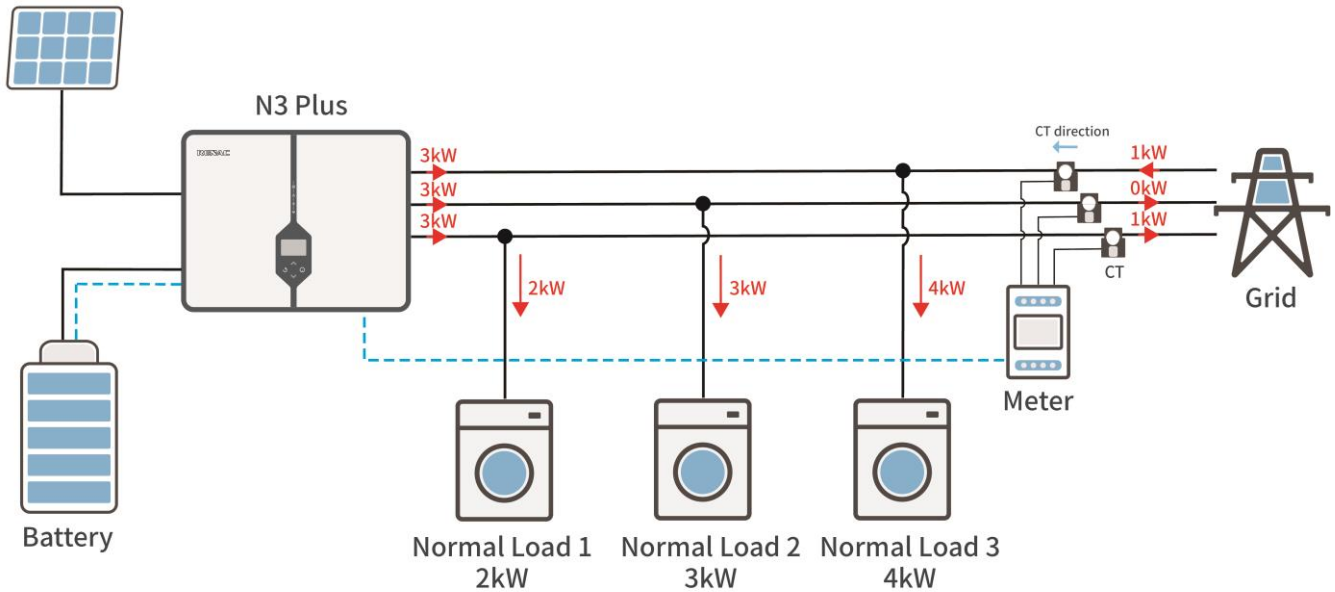 N3 Plus
RENAC
CT direction
3kW
1kW
3kW
0kW
3kW
1kW
CT
2kW
3kW
4kW
Grid
Meter
Battery
Normal Load 1
2kW
Normal Load 2
3kW
Normal Load 3
4kW